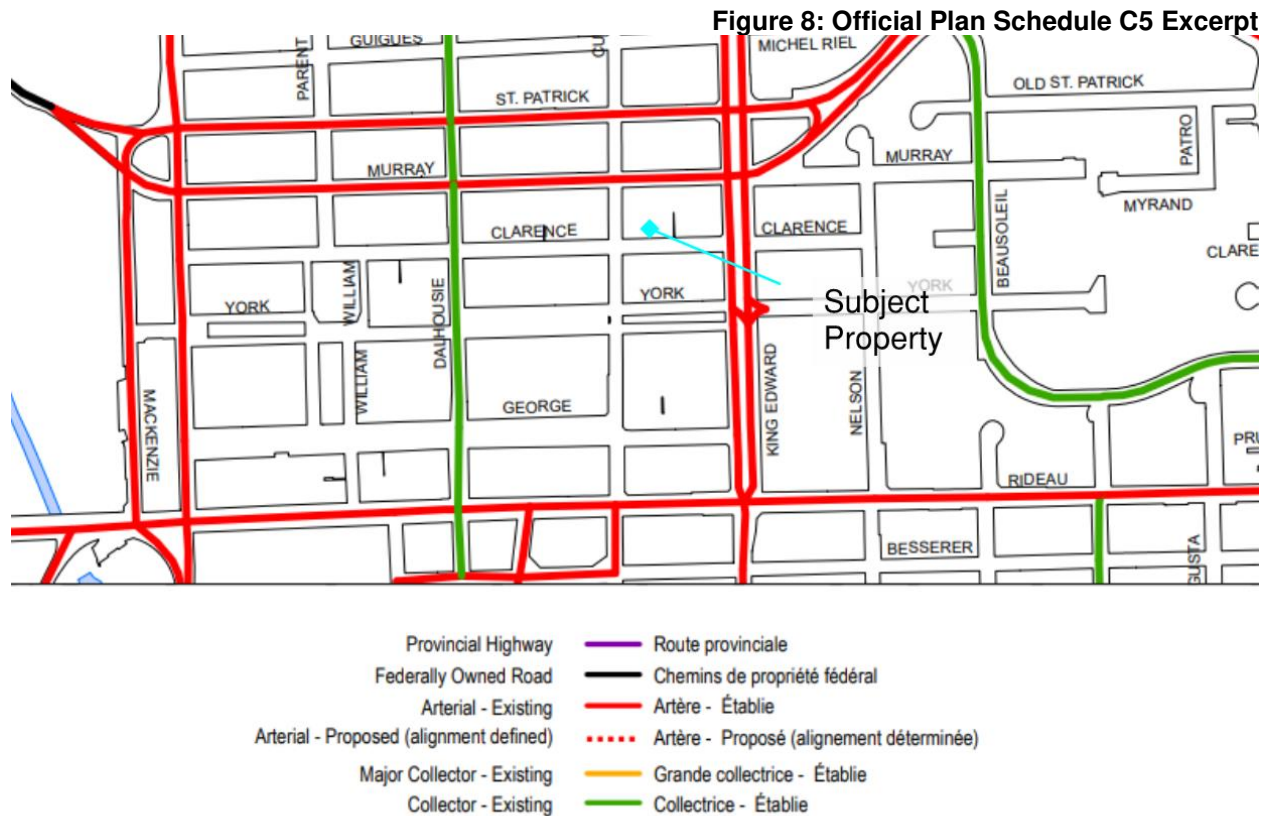 Figure 8: Official Plan Schedule C5 Excerpt
GUIGUES
PARENT
MICHEL RIEL
ST. PATRICK
OLD ST. PATRICK
PATRO
MURRAY
MURRAY
MYRAND
BEAUSOLEIL
CLARENCE
CLARENCE
CLARE
YORK
WILLIAM
DALHOUSIE
YORK
YORK
Subject
Property
MACKENZIE
WILLIAM
GEORGE
KING EDWARD
NELSON
PRU
RIDEAU
BESSERER
GUSTA
Provincial Highway Route provinciale
Federally Owned Road Chemins de propriété fédéral
Arterial - Existing Artère - Établie
Arterial - Proposed (alignment defined) Artère - Proposé (alignement déterminée)
Major Collector - Existing Grande collectrice - Établie
Collector - Existing Collectrice - Établie